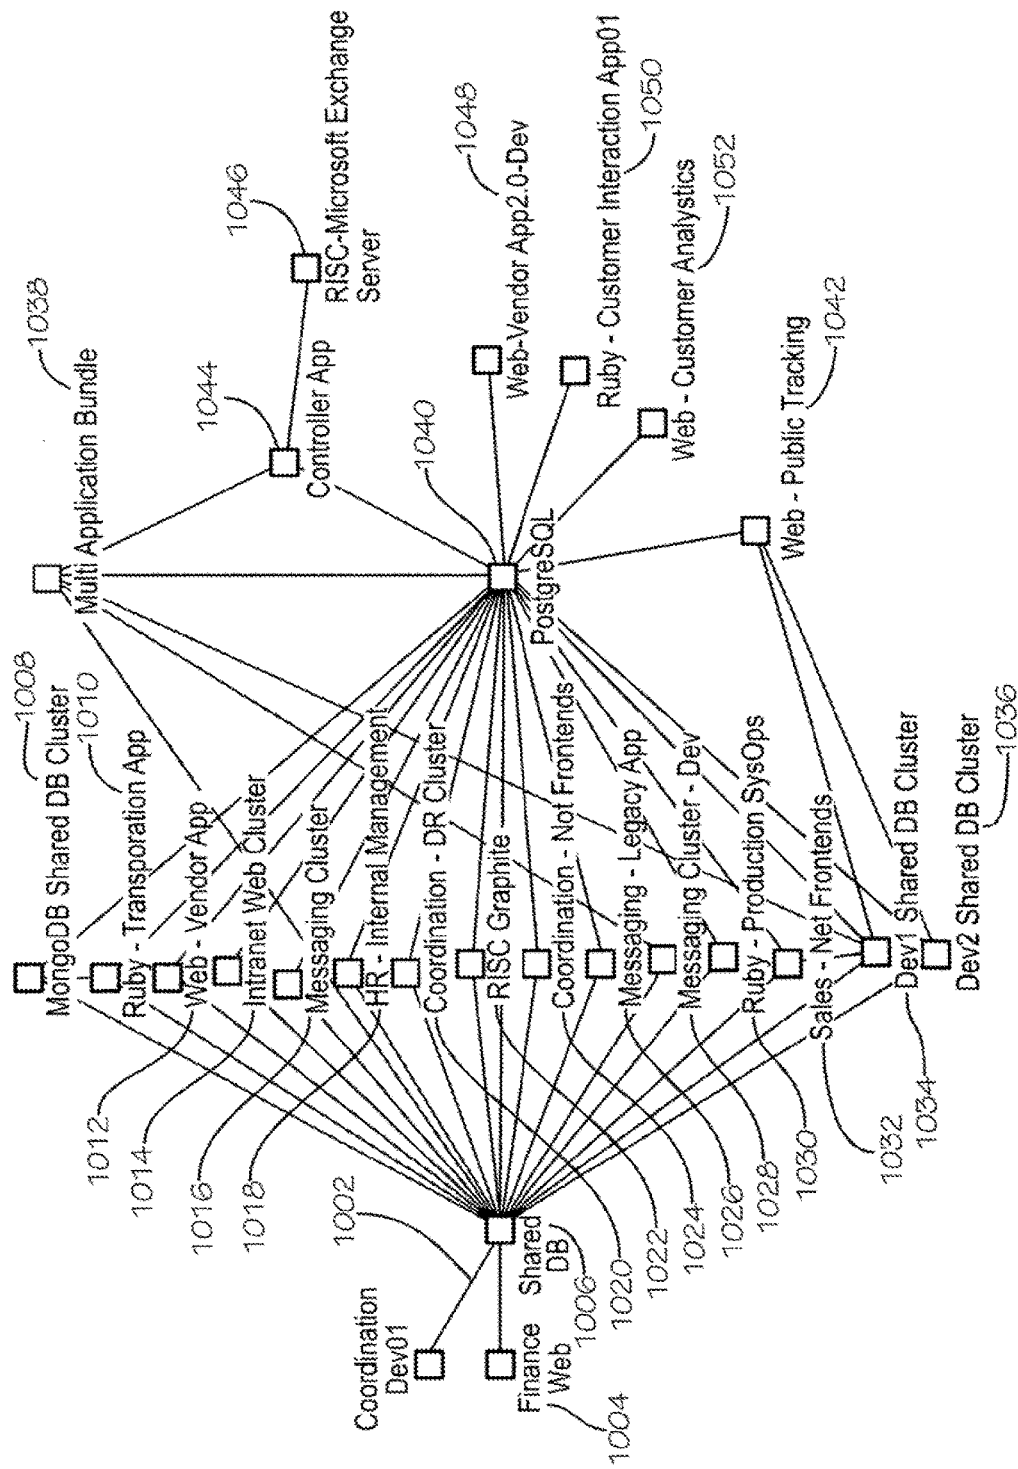 Coordination
Dev01
1002
Finance
Web
1004
Shared
DB
1006
MongoDB Shared DB Cluster
1008
Ruby - Transporation App
1010
Web - Vendor App
1012
Intranet Web Cluster
1014
Messaging Cluster
1016
HR - Internal Management
1018
Coordination - DR Cluster
1020
RISC Graphite
1022
Coordination - Not Frontends
1024
Messaging - Legacy App
1026
Messaging Cluster - Dev
1028
Ruby - Production SysOps
1030
Sales - Net Frontends
1032
Dev1 Shared DB Cluster
1034
Dev2 Shared DB Cluster
1036
Multi Application Bundle
1038
PostgreSQL
1040
Web - Public Tracking
1042
Controller App
1044
RISC-Microsoft Exchange
Server
1046
Web-Vendor App2.0-Dev
1048
Ruby - Customer Interaction App01
1050
Web - Customer Analystics
1052